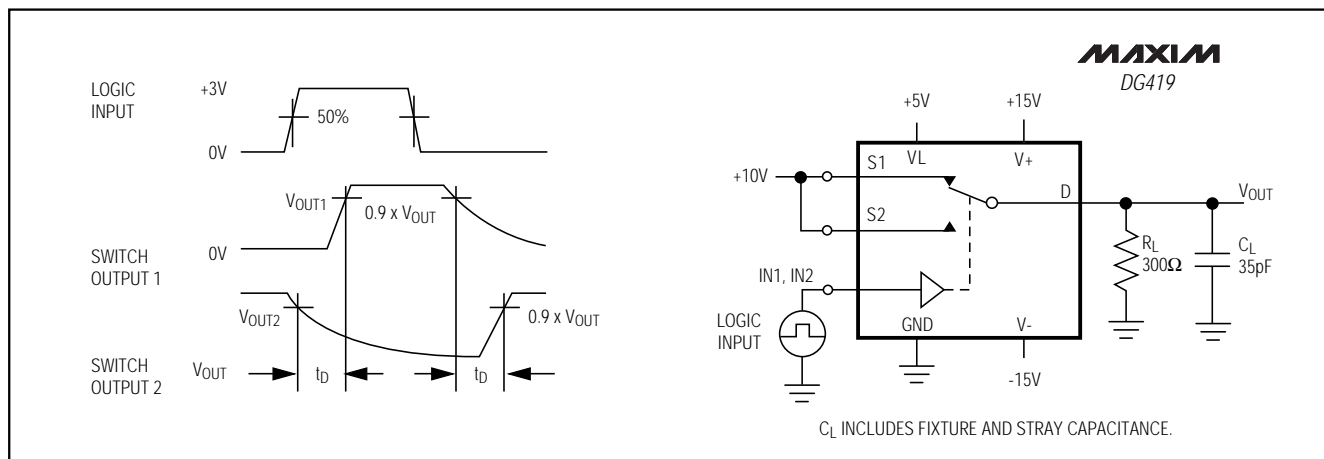 LOGIC
INPUT
+3V
50%
0V
VOUT1
0.9 x VOUT
SWITCH
OUTPUT 1
0V
VOUT2
0.9 x VOUT
SWITCH
OUTPUT 2
VOUT
tD
tD
MAXIM
DG419
+5V
+15V
S1
VL
V+
+10V
D
VOUT
S2
RL
300Ω
CL
35pF
IN1, IN2
LOGIC
INPUT
GND
V-
-15V
CL INCLUDES FIXTURE AND STRAY CAPACITANCE.